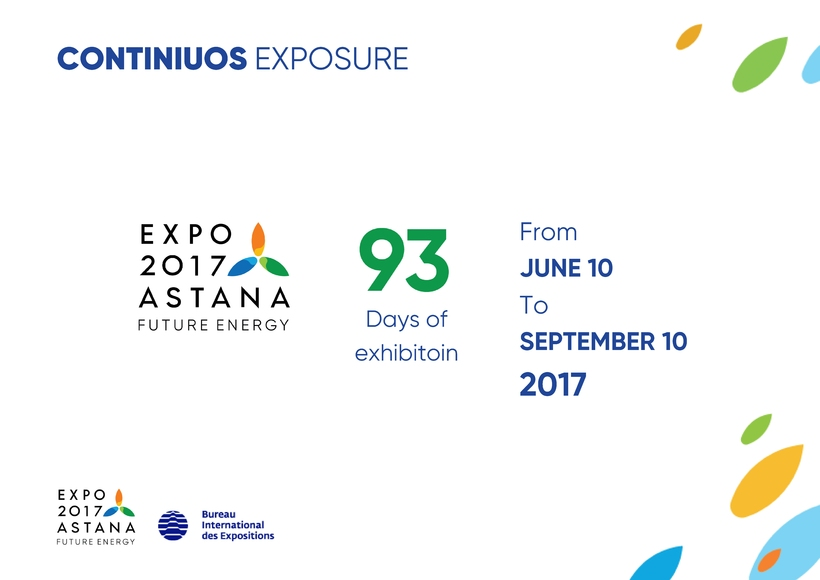 CONTINIUOS EXPOSURE
EXPO
2017
ASTANA
FUTURE ENERGY
93
Days of
exhibitoin
From
JUNE 10
To
SEPTEMBER 10
2017
EXPO
2017
ASTANA
FUTURE ENERGY
Bureau
International
des Expositions